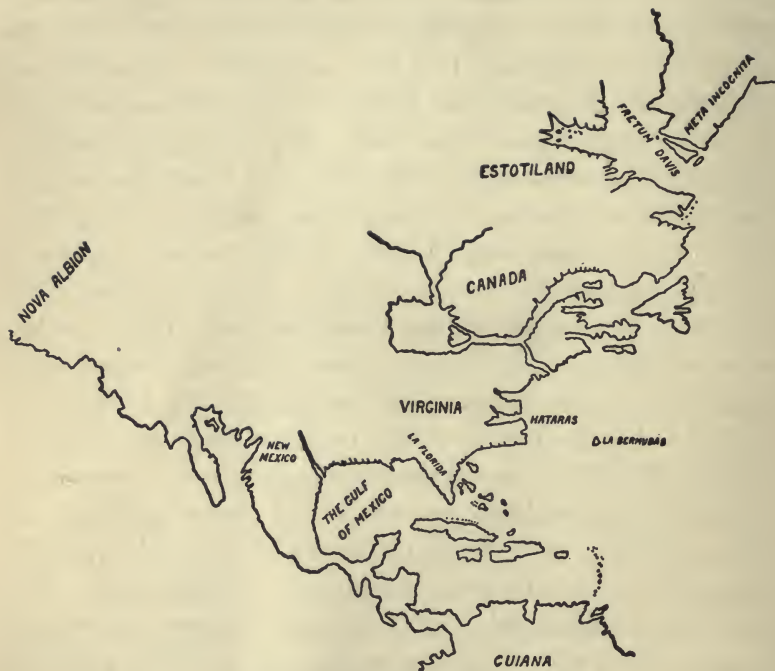 META INCOGNITA
FRETUM
DAVIS
ESTOTILAND
CANADA
NOVA ALBION
VIRGINIA
HATARAS
LA BERMUDAS
LA FLORIDA
NEW
MEXICO
THE GULF
OF MEXICO
GUIANA